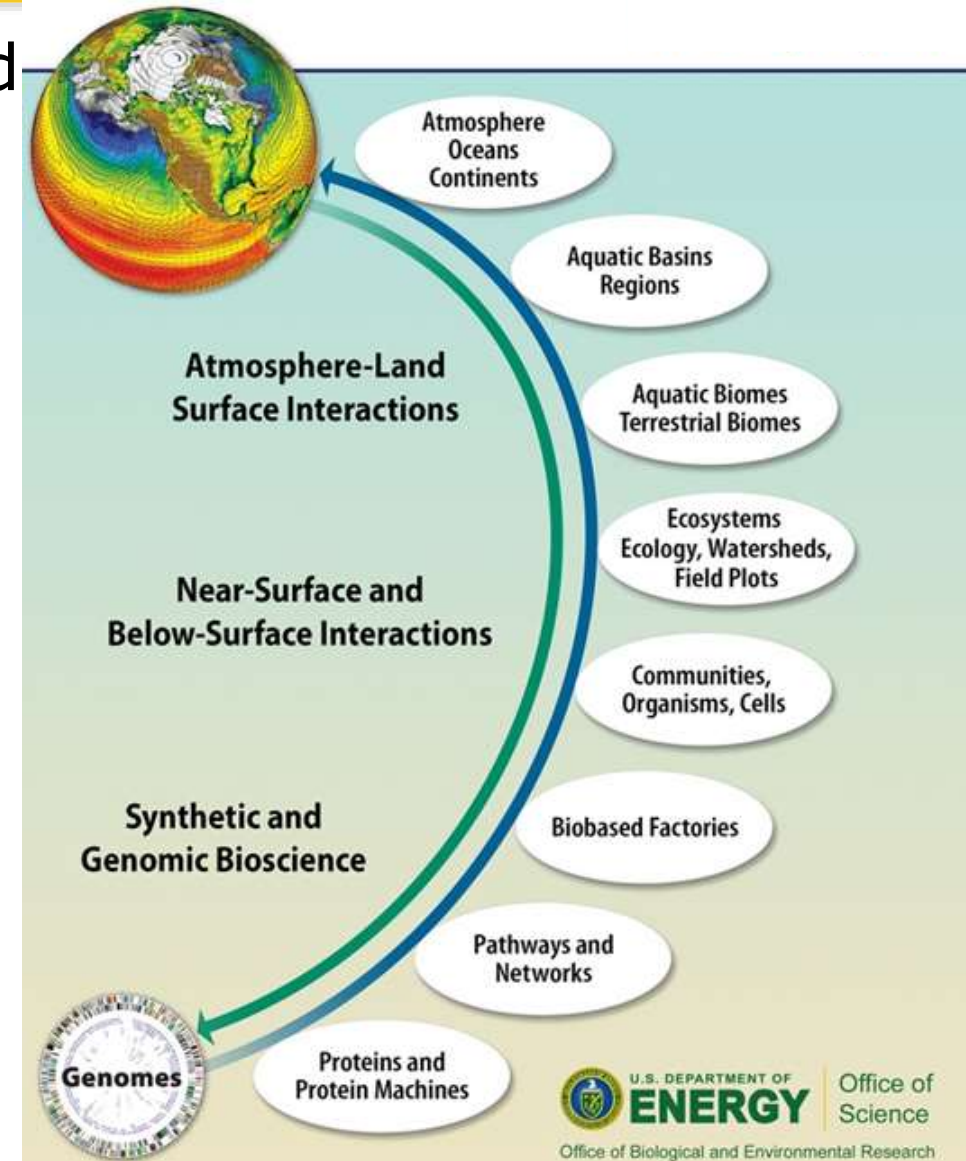 d
Atmosphere
Oceans
Continents
Aquatic Basins
Regions
Atmosphere-Land
Surface Interactions
Aquatic Biomes
Terrestrial Biomes
Ecosystems
Ecology, Watersheds,
Field Plots
Near-Surface and
Below-Surface Interactions
Communities,
Organisms, Cells
Synthetic and
Genomic Bioscience
Biobased Factories
Pathways and
Networks
Genomes
Proteins and
Protein Machines
U.S. DEPARTMENT OF
ENERGY
Office of
Science
Office of Biological and Environmental Research